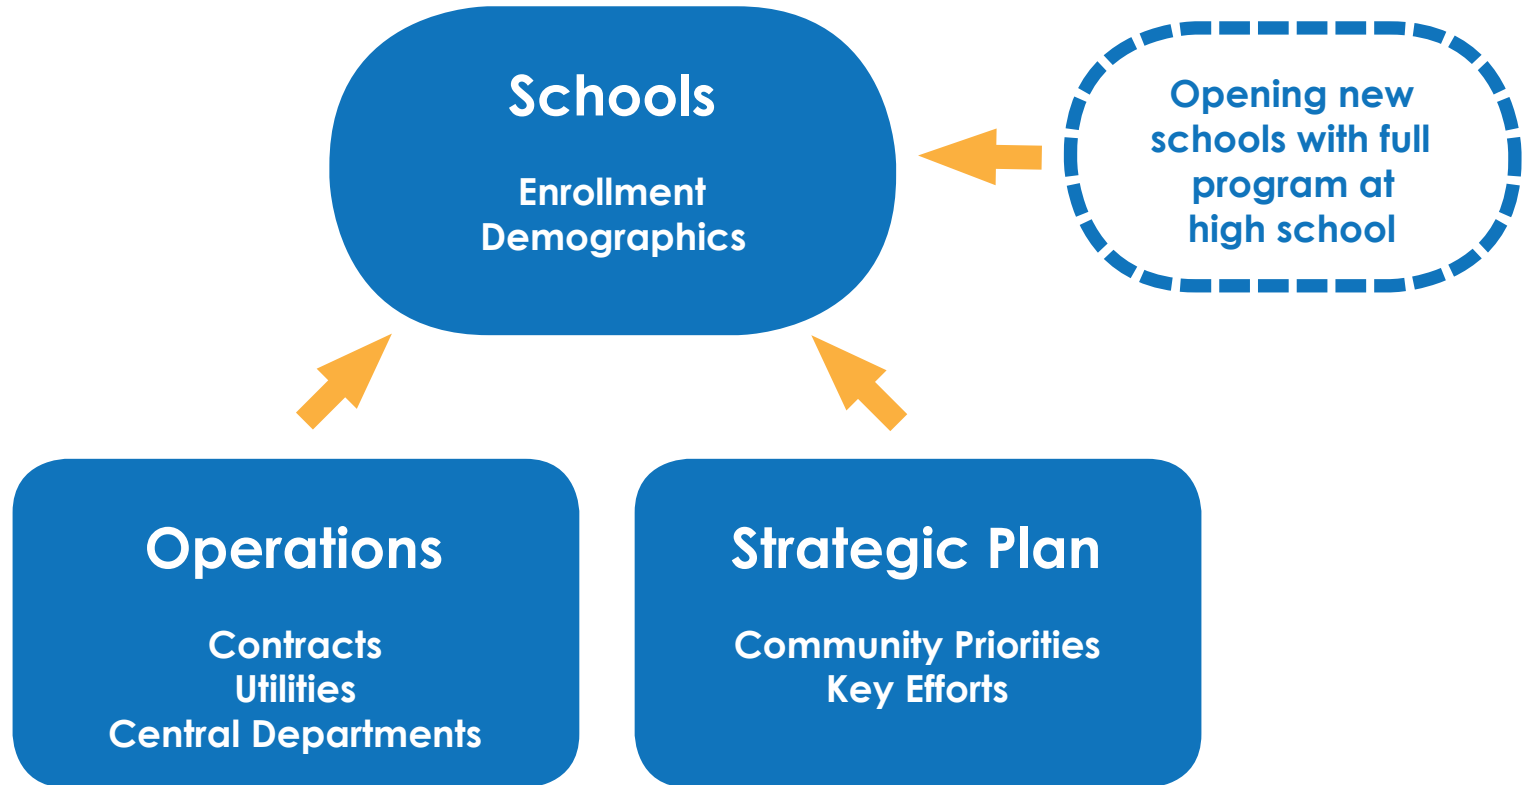 Schools
Enrollment
Demographics
Opening new
schools with full
program at
high school
Operations
Contracts
Utilities
Central Departments
Strategic Plan
Community Priorities
Key Efforts